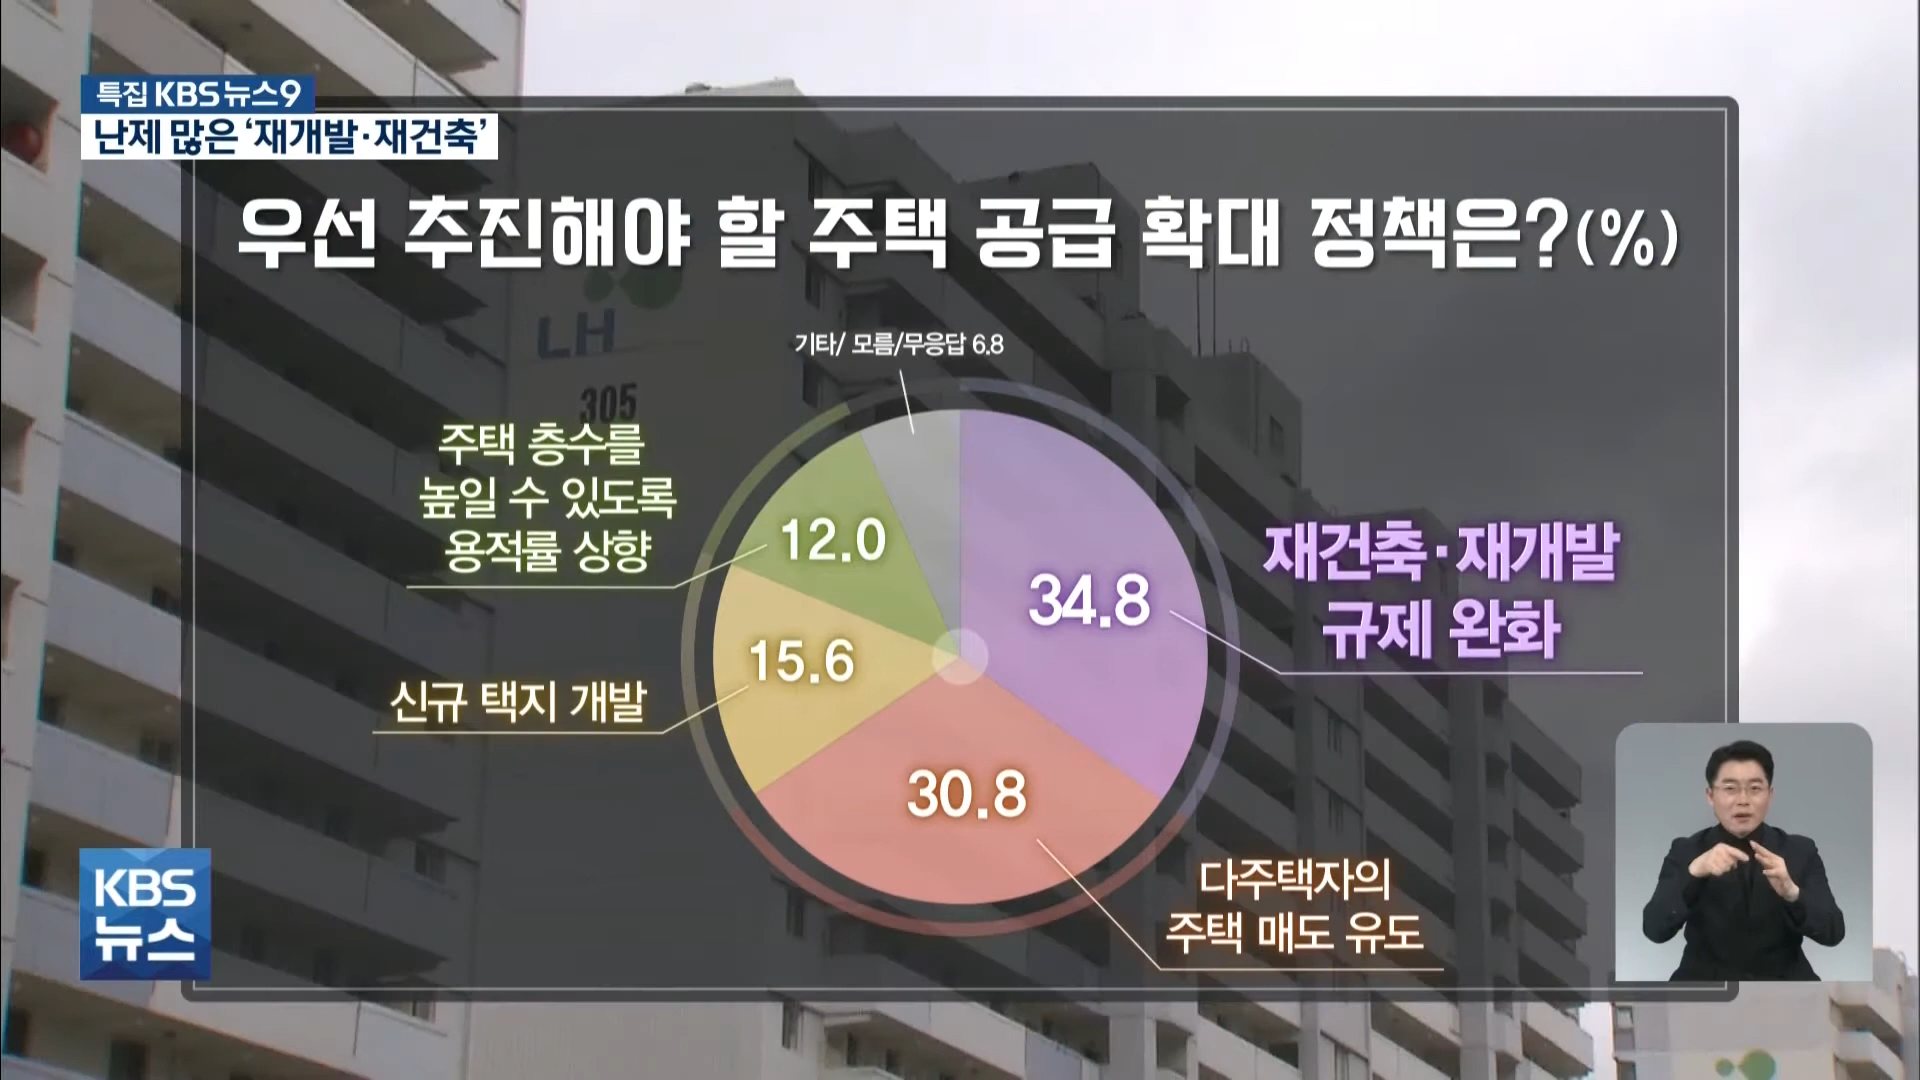 특집 KBS뉴스9
난제 많은 ‘재개발·재건축’
우선 추진해야 할 주택 공급 확대 정책은?(%)
LH
305
기타/ 모름/무응답 6.8
주택 층수를
높일 수 있도록
용적률 상향
12.0
34.8
재건축·재개발
규제 완화
15.6
신규 택지 개발
30.8
다주택자의
주택 매도 유도
KBS
뉴스